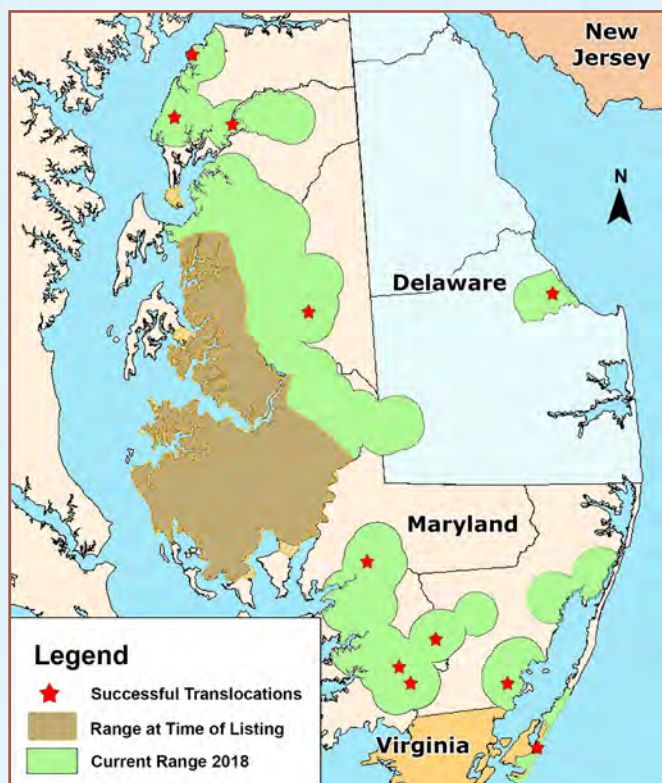 New
Jersey
N
Delaware
Maryland
Virginia
Legend
Successful Translocations
Range at Time of Listing
Current Range 2018